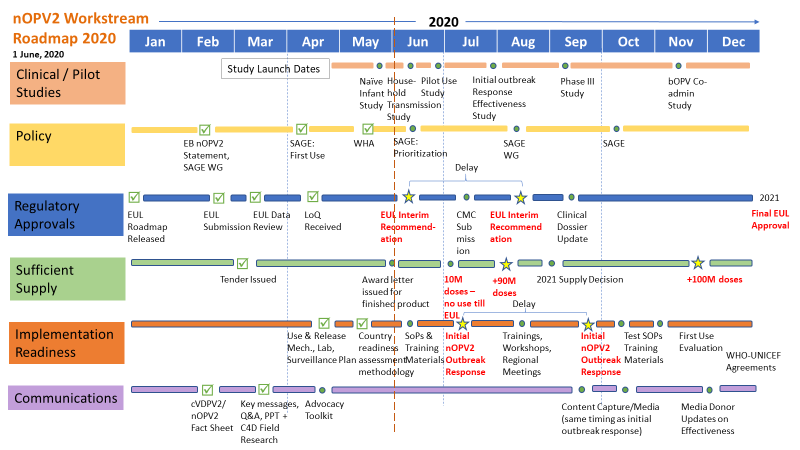 nOPV2 Workstream
Roadmap 2020
1 June, 2020
2020
Jan Feb Mar Apr May Jun Jul Aug Sep Oct Nov Dec
Clinical / Pilot
Studies
Study Launch Dates
Naïve
Infant
Study
House-
hold
Transmission
Study
Pilot Use
Study
Initial outbreak
Response
Effectiveness
Study
Phase III
Study
bOPV Co-
admin
Study
Policy
EB nOPV2
Statement,
SAGE WG
SAGE:
First Use
WHA
SAGE:
Prioritization
SAGE
WG
SAGE
Delay
Regulatory
Approvals
EUL
Roadmap
Released
EUL
Submission
EUL Data
Review
LoQ
Received
EUL Interim
Recommend-
ation
CMC
Sub
miss
ion
EUL Interim
Recommend
ation
Clinical
Dossier
Update
2021
Final EUL
Approval
Sufficient
Supply
Tender Issued
Award letter
issued for
finished product
10M
doses –
no use till
EUL
+90M
doses
2021 Supply Decision
+100M doses
Delay
Implementation
Readiness
Use & Release
Mech., Lab,
Surveillance Plan
Country
readiness
assessment
methodology
SoPs &
Training
Materials
Initial
nOPV2
Outbreak
Response
Trainings,
Workshops,
Regional
Meetings
Initial
nOPV2
Outbreak
Response
Test SOPs
Training
Materials
First Use
Evaluation
WHO-UNICEF
Agreements
Communications
cVDPV2/
nOPV2
Fact Sheet
Key messages,
Q&A, PPT +
C4D Field
Research
Advocacy
Toolkit
Content Capture/Media
(same timing as initial
outbreak response)
Media Donor
Updates on
Effectiveness